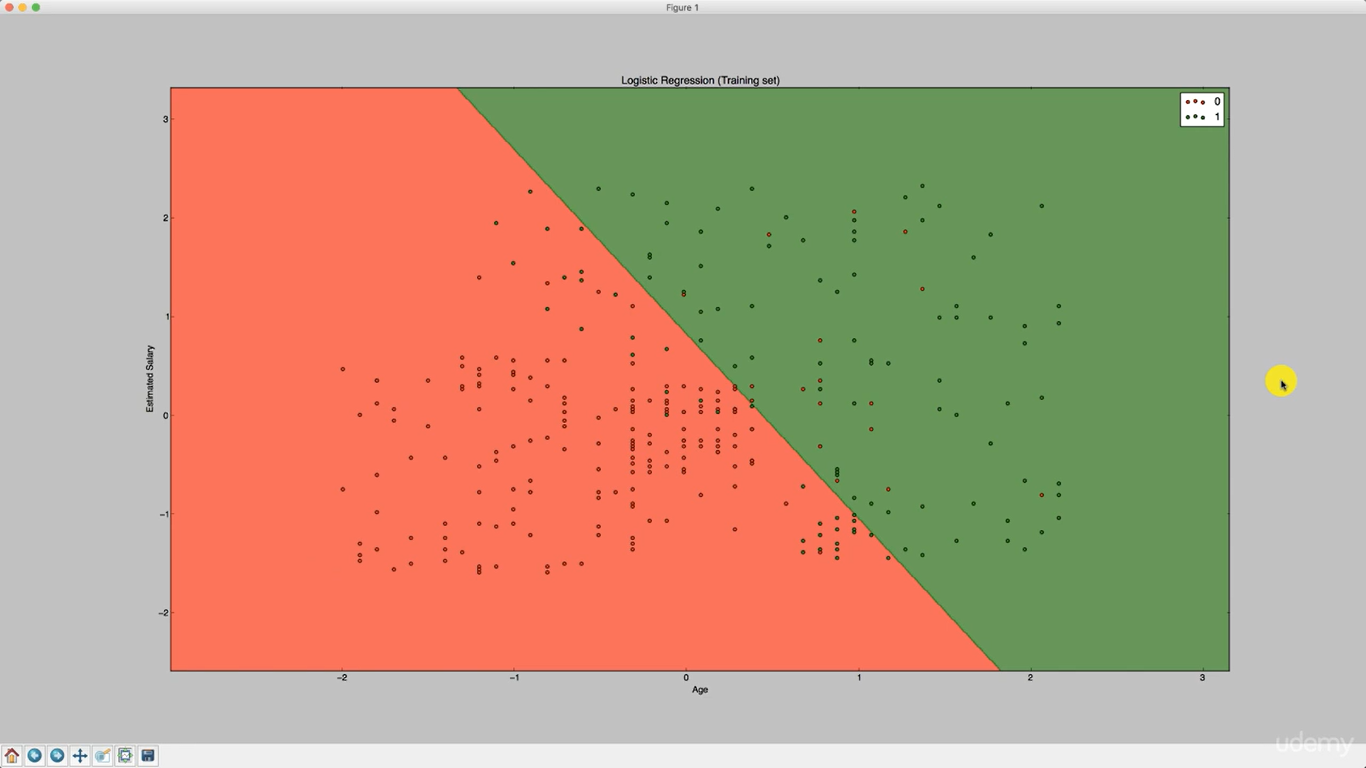 Figure 1
Logistic Regression (Training set)
0
1
3
2
1
0
−1
−2
Estimated Salary
−2
−1
0
1
2
3
Age
udemy